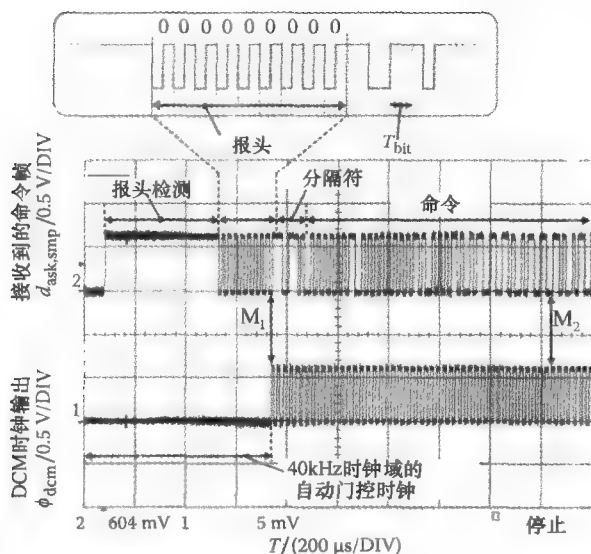 0 0 0 0 0 0 0 0 0
报头
T_bit
接收到的命令帧
d_ask,smp/0.5 V/DIV
报头检测
分隔符
命令
2
M₁
M₂
DCM时钟输出
ϕ_dcm/0.5 V/DIV
1
40kHz时钟域的
自动门控时钟
2 604 mV 1 5 mV 停止
T/(200 μs/DIV)